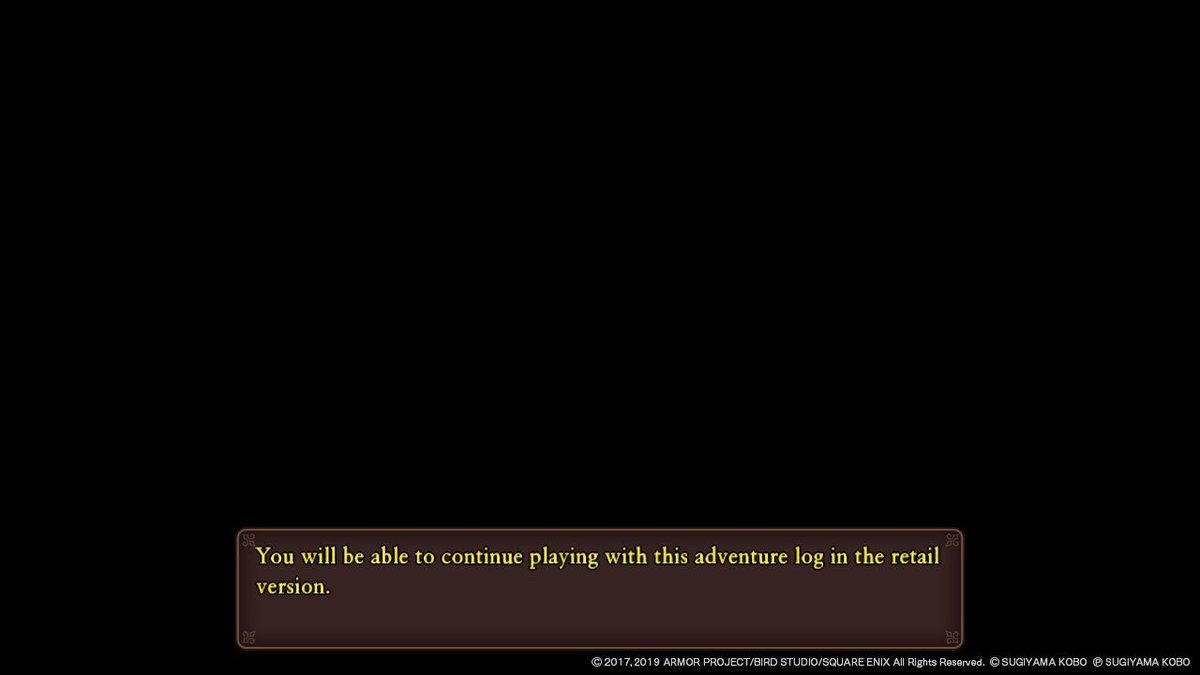 You will be able to continue playing with this adventure log in the retail
version.
© 2017, 2019 ARMOR PROJECT/BIRD STUDIO/SQUARE ENIX All Rights Reserved. © SUGIYAMA KOBO ℗ SUGIYAMA KOBO